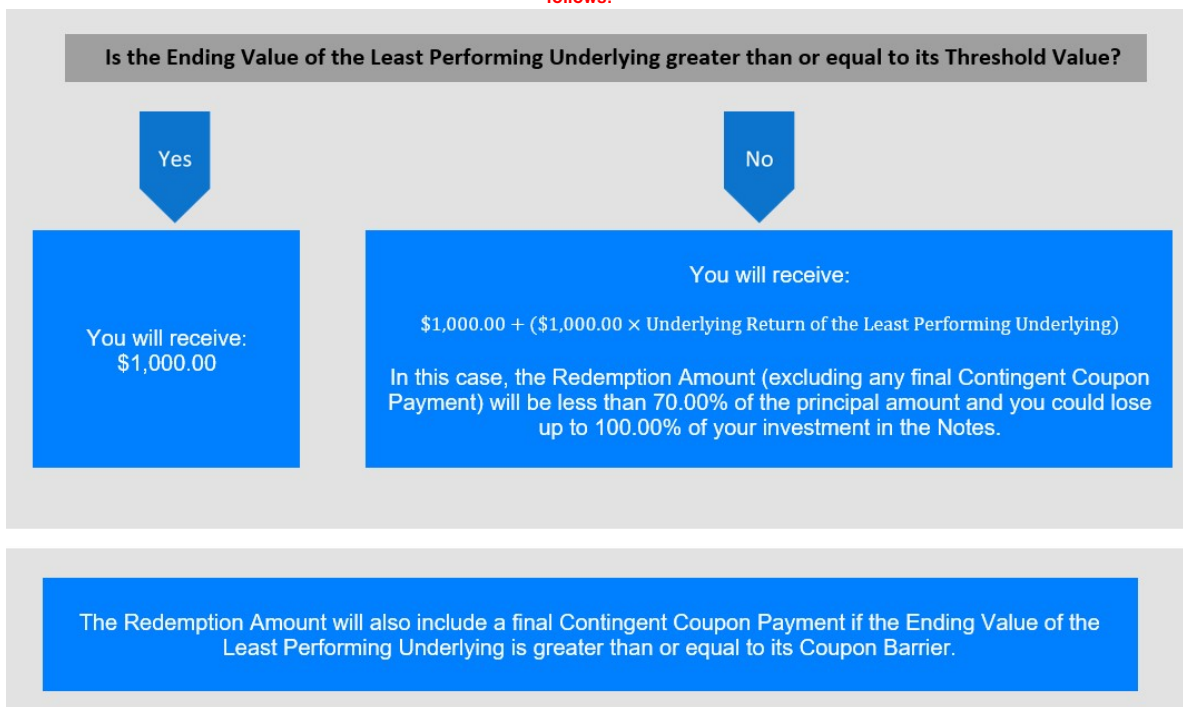 follows:
Is the Ending Value of the Least Performing Underlying greater than or equal to its Threshold Value?
Yes
No
You will receive:
$1,000.00
You will receive:
$1,000.00 + ($1,000.00 × Underlying Return of the Least Performing Underlying)
In this case, the Redemption Amount (excluding any final Contingent Coupon
Payment) will be less than 70.00% of the principal amount and you could lose
up to 100.00% of your investment in the Notes.
The Redemption Amount will also include a final Contingent Coupon Payment if the Ending Value of the
Least Performing Underlying is greater than or equal to its Coupon Barrier.